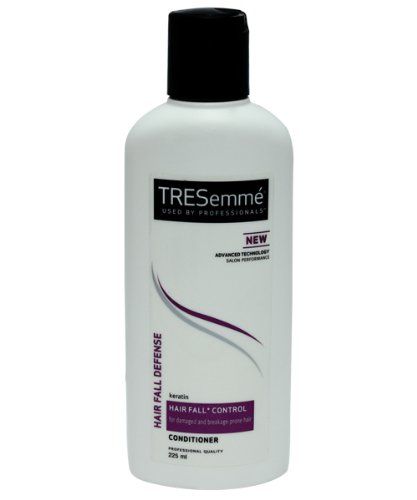 TRESemmé
USED BY PROFESSIONALS*
NEW
ADVANCED TECHNOLOGY
SALON PERFORMANCE
HAIR FALL DEFENSE
keratin
HAIR FALL* CONTROL
for damaged and breakage-prone hair
CONDITIONER
PROFESSIONAL QUALITY
225 ml